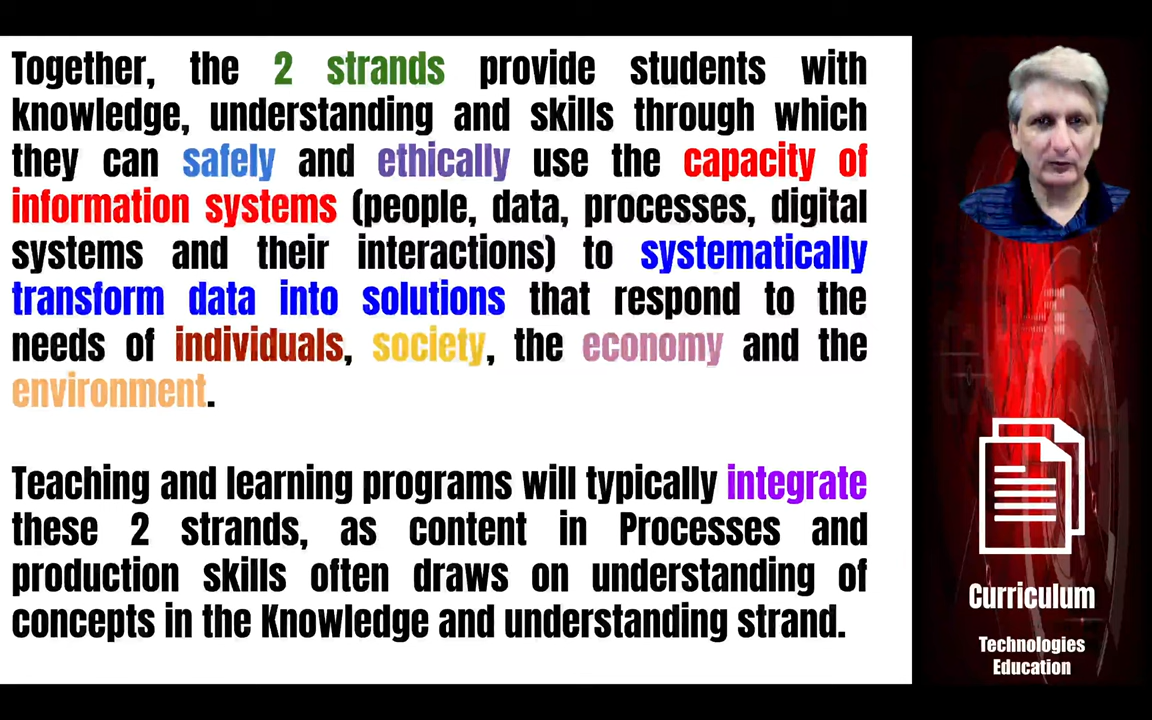 Together, the 2 strands provide students with
knowledge, understanding and skills through which
they can safely and ethically use the capacity of
information systems (people, data, processes, digital
systems and their interactions) to systematically
transform data into solutions that respond to the
needs of individuals, society, the economy and the
environment.
Teaching and learning programs will typically integrate
these 2 strands, as content in Processes and
production skills often draws on understanding of
concepts in the Knowledge and understanding strand.
Curriculum
Technologies
Education